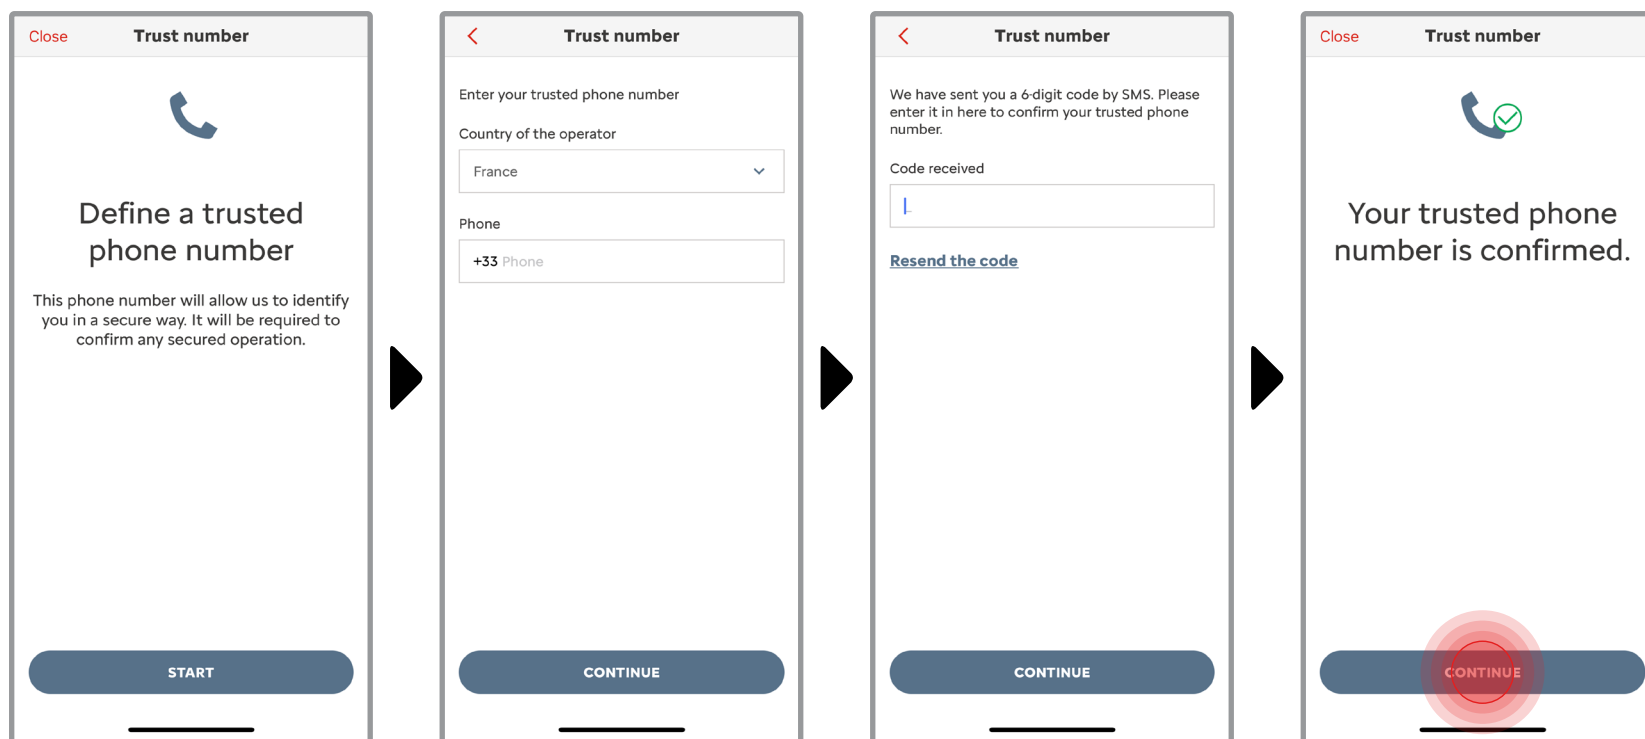 Close
Trust number
Define a trusted
phone number
This phone number will allow us to identify
you in a secure way. It will be required to
confirm any secured operation.
START
Trust number
Enter your trusted phone number
Country of the operator
France
Phone
+33 Phone
CONTINUE
Trust number
We have sent you a 6-digit code by SMS. Please
enter it in here to confirm your trusted phone
number.
Code received
Resend the code
CONTINUE
Close
Trust number
Your trusted phone
number is confirmed.
CONTINUE